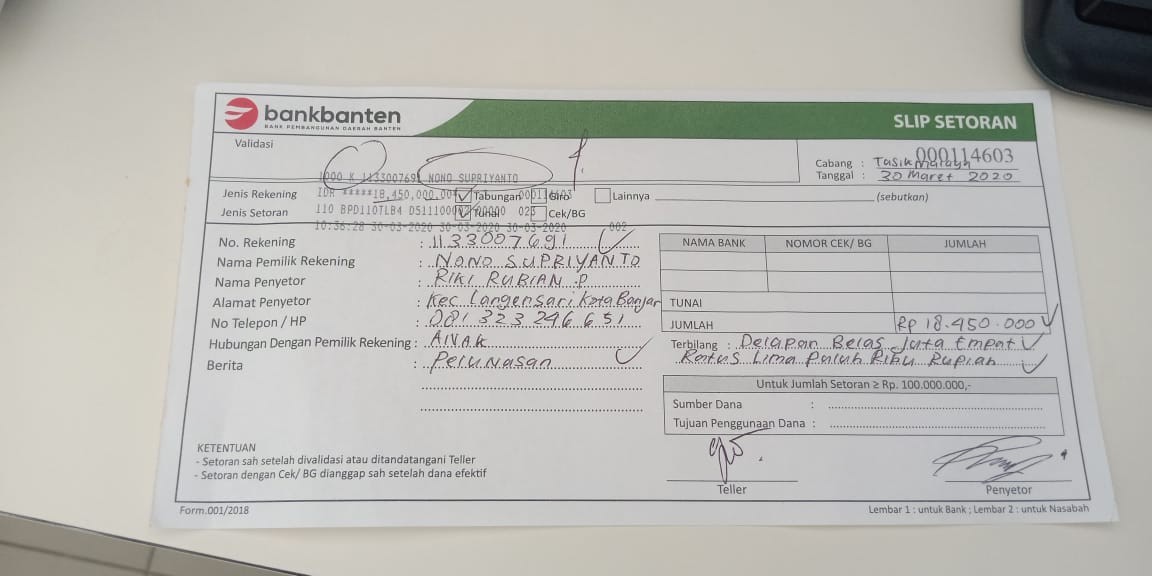 bankbanten
BANK PEMBANGUNAN DAERAH BANTEN
SLIP SETORAN
Validasi
000114603
Cabang : Tasikmalaya
Tanggal : 30 Maret 2020
1000 K 1133007691 NONO SUPRIYANTO
Jenis Rekening IDR *****18,450,000.00 Tabungan Giro Lainnya (sebutkan)
Jenis Setoran 110 BPD110TLB4 Tunai 025 Cek/BG
10:36:28 30-03-2020 30-03-2020 30-03-2020 002
No. Rekening : 1133007691
Nama Pemilik Rekening : NONO SUPRIYANTO
Nama Penyetor : RIKI RUBIAN .P
Alamat Penyetor : Kec Langensari Kota Banjar
No Telepon / HP : 081 323 246 651
Hubungan Dengan Pemilik Rekening : ANAK
Berita : Pelunasan
NAMA BANK NOMOR CEK/ BG JUMLAH
TUNAI
JUMLAH Rp 18.450.000
Terbilang : Delapan Belas Juta Empat
Ratus Lima Puluh Ribu Rupiah
Untuk Jumlah Setoran ≥ Rp. 100.000.000,-
Sumber Dana :
Tujuan Penggunaan Dana :
KETENTUAN
- Setoran sah setelah divalidasi atau ditandatangani Teller
- Setoran dengan Cek/ BG dianggap sah setelah dana efektif
Teller
Penyetor
Form.001/2018
Lembar 1 : untuk Bank ; Lembar 2 : untuk Nasabah